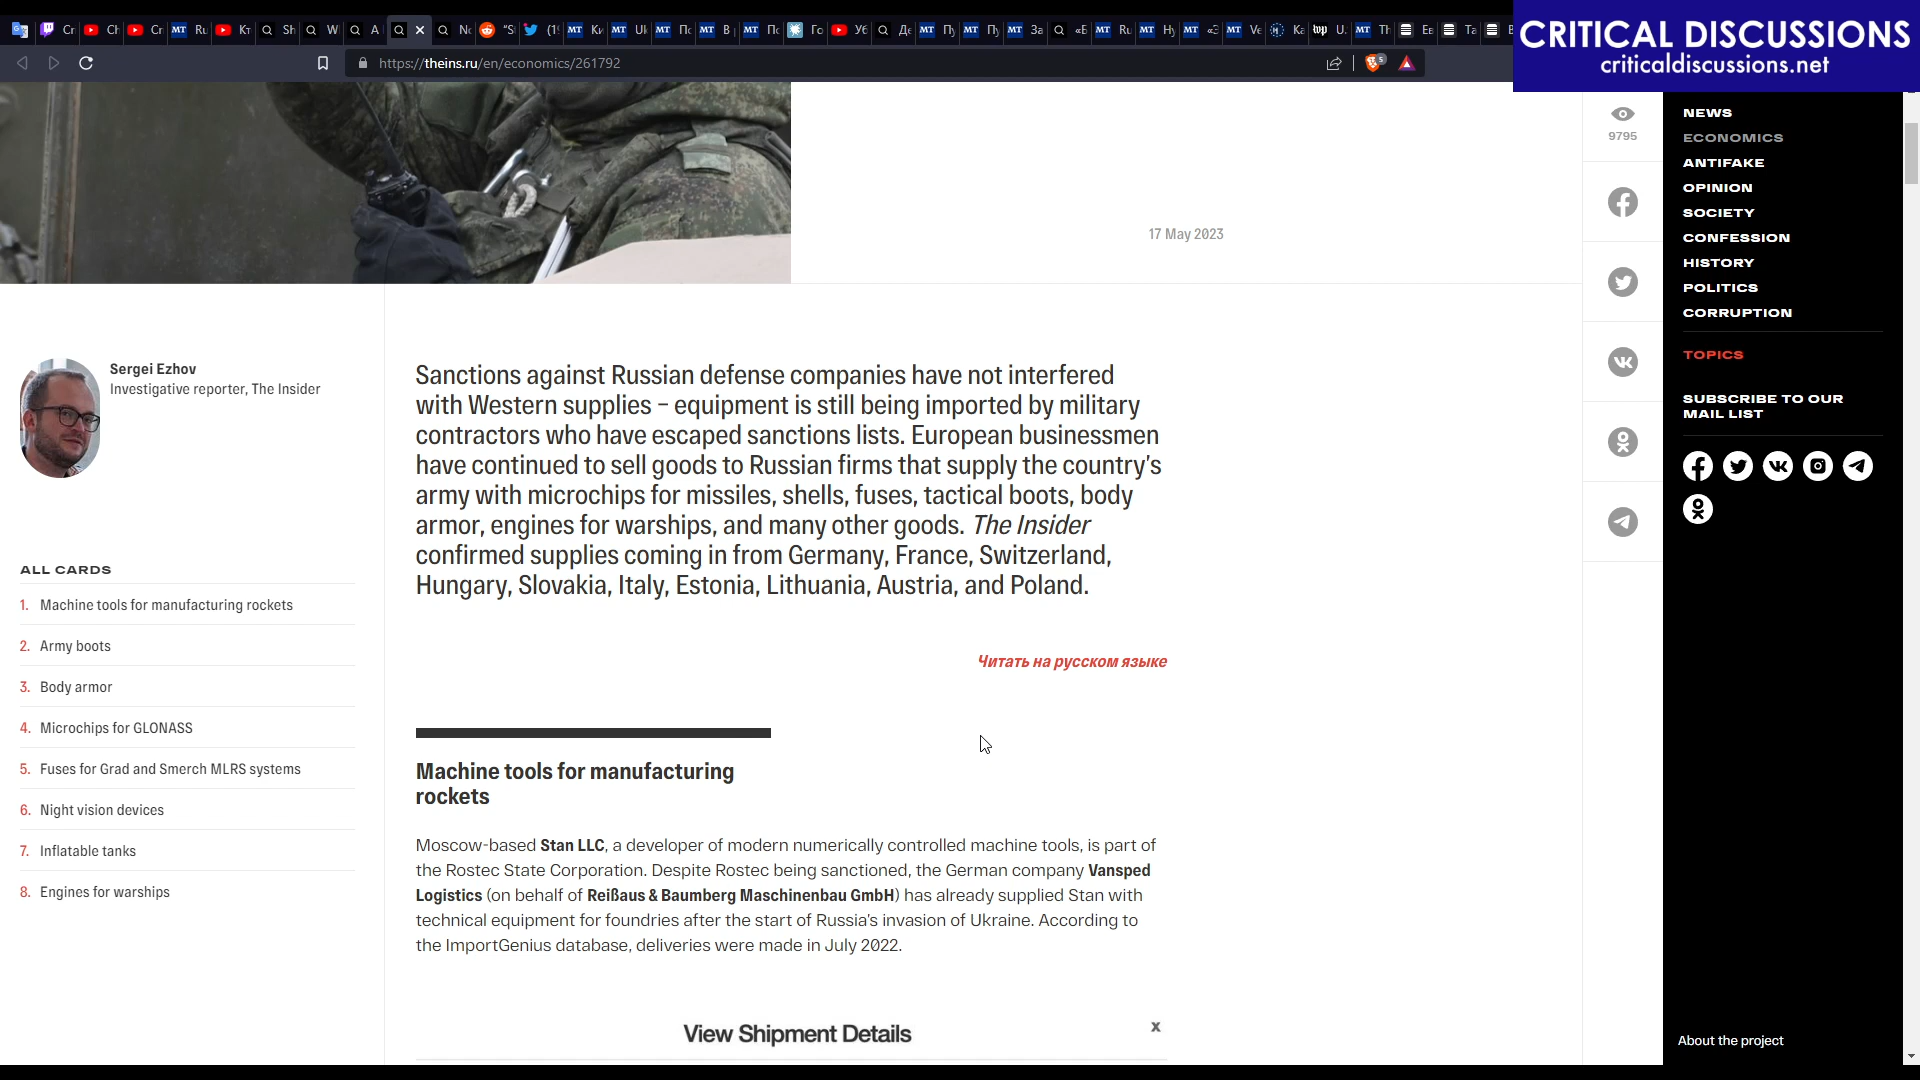 CRITICAL DISCUSSIONS
criticaldiscussions.net
https://theins.ru/en/economics/261792
5
9795
NEWS
ECONOMICS
ANTIFAKE
OPINION
SOCIETY
CONFESSION
HISTORY
POLITICS
CORRUPTION
TOPICS
SUBSCRIBE TO OUR
MAIL LIST
About the project
17 May 2023
Sergei Ezhov
Investigative reporter, The Insider
ALL CARDS
1. Machine tools for manufacturing rockets
2. Army boots
3. Body armor
4. Microchips for GLONASS
5. Fuses for Grad and Smerch MLRS systems
6. Night vision devices
7. Inflatable tanks
8. Engines for warships
Sanctions against Russian defense companies have not interfered
with Western supplies – equipment is still being imported by military
contractors who have escaped sanctions lists. European businessmen
have continued to sell goods to Russian firms that supply the country's
army with microchips for missiles, shells, fuses, tactical boots, body
armor, engines for warships, and many other goods. The Insider
confirmed supplies coming in from Germany, France, Switzerland,
Hungary, Slovakia, Italy, Estonia, Lithuania, Austria, and Poland.
Читать на русском языке
Machine tools for manufacturing
rockets
Moscow-based Stan LLC, a developer of modern numerically controlled machine tools, is part of
the Rostec State Corporation. Despite Rostec being sanctioned, the German company Vansped
Logistics (on behalf of Reißaus & Baumberg Maschinenbau GmbH) has already supplied Stan with
technical equipment for foundries after the start of Russia's invasion of Ukraine. According to
the ImportGenius database, deliveries were made in July 2022.
View Shipment Details
x